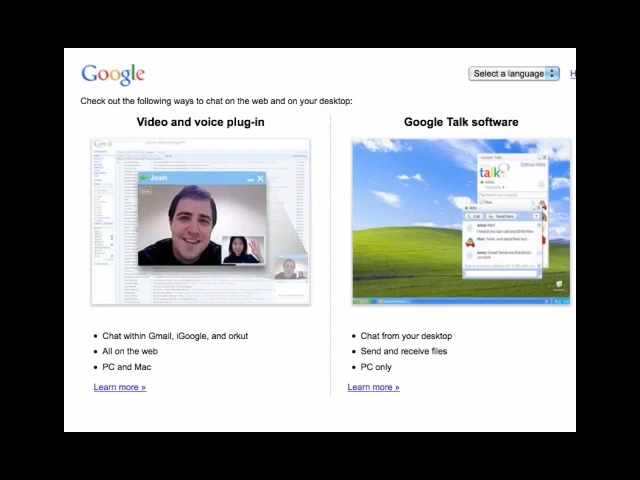 Google
Select a language
H
Check out the following ways to chat on the web and on your desktop:
Video and voice plug-in
Google Talk software
Josh
Google Talk
talk
Chat within Gmail, iGoogle, and orkut
All on the web
PC and Mac
Learn more »
Chat from your desktop
Send and receive files
PC only
Learn more »